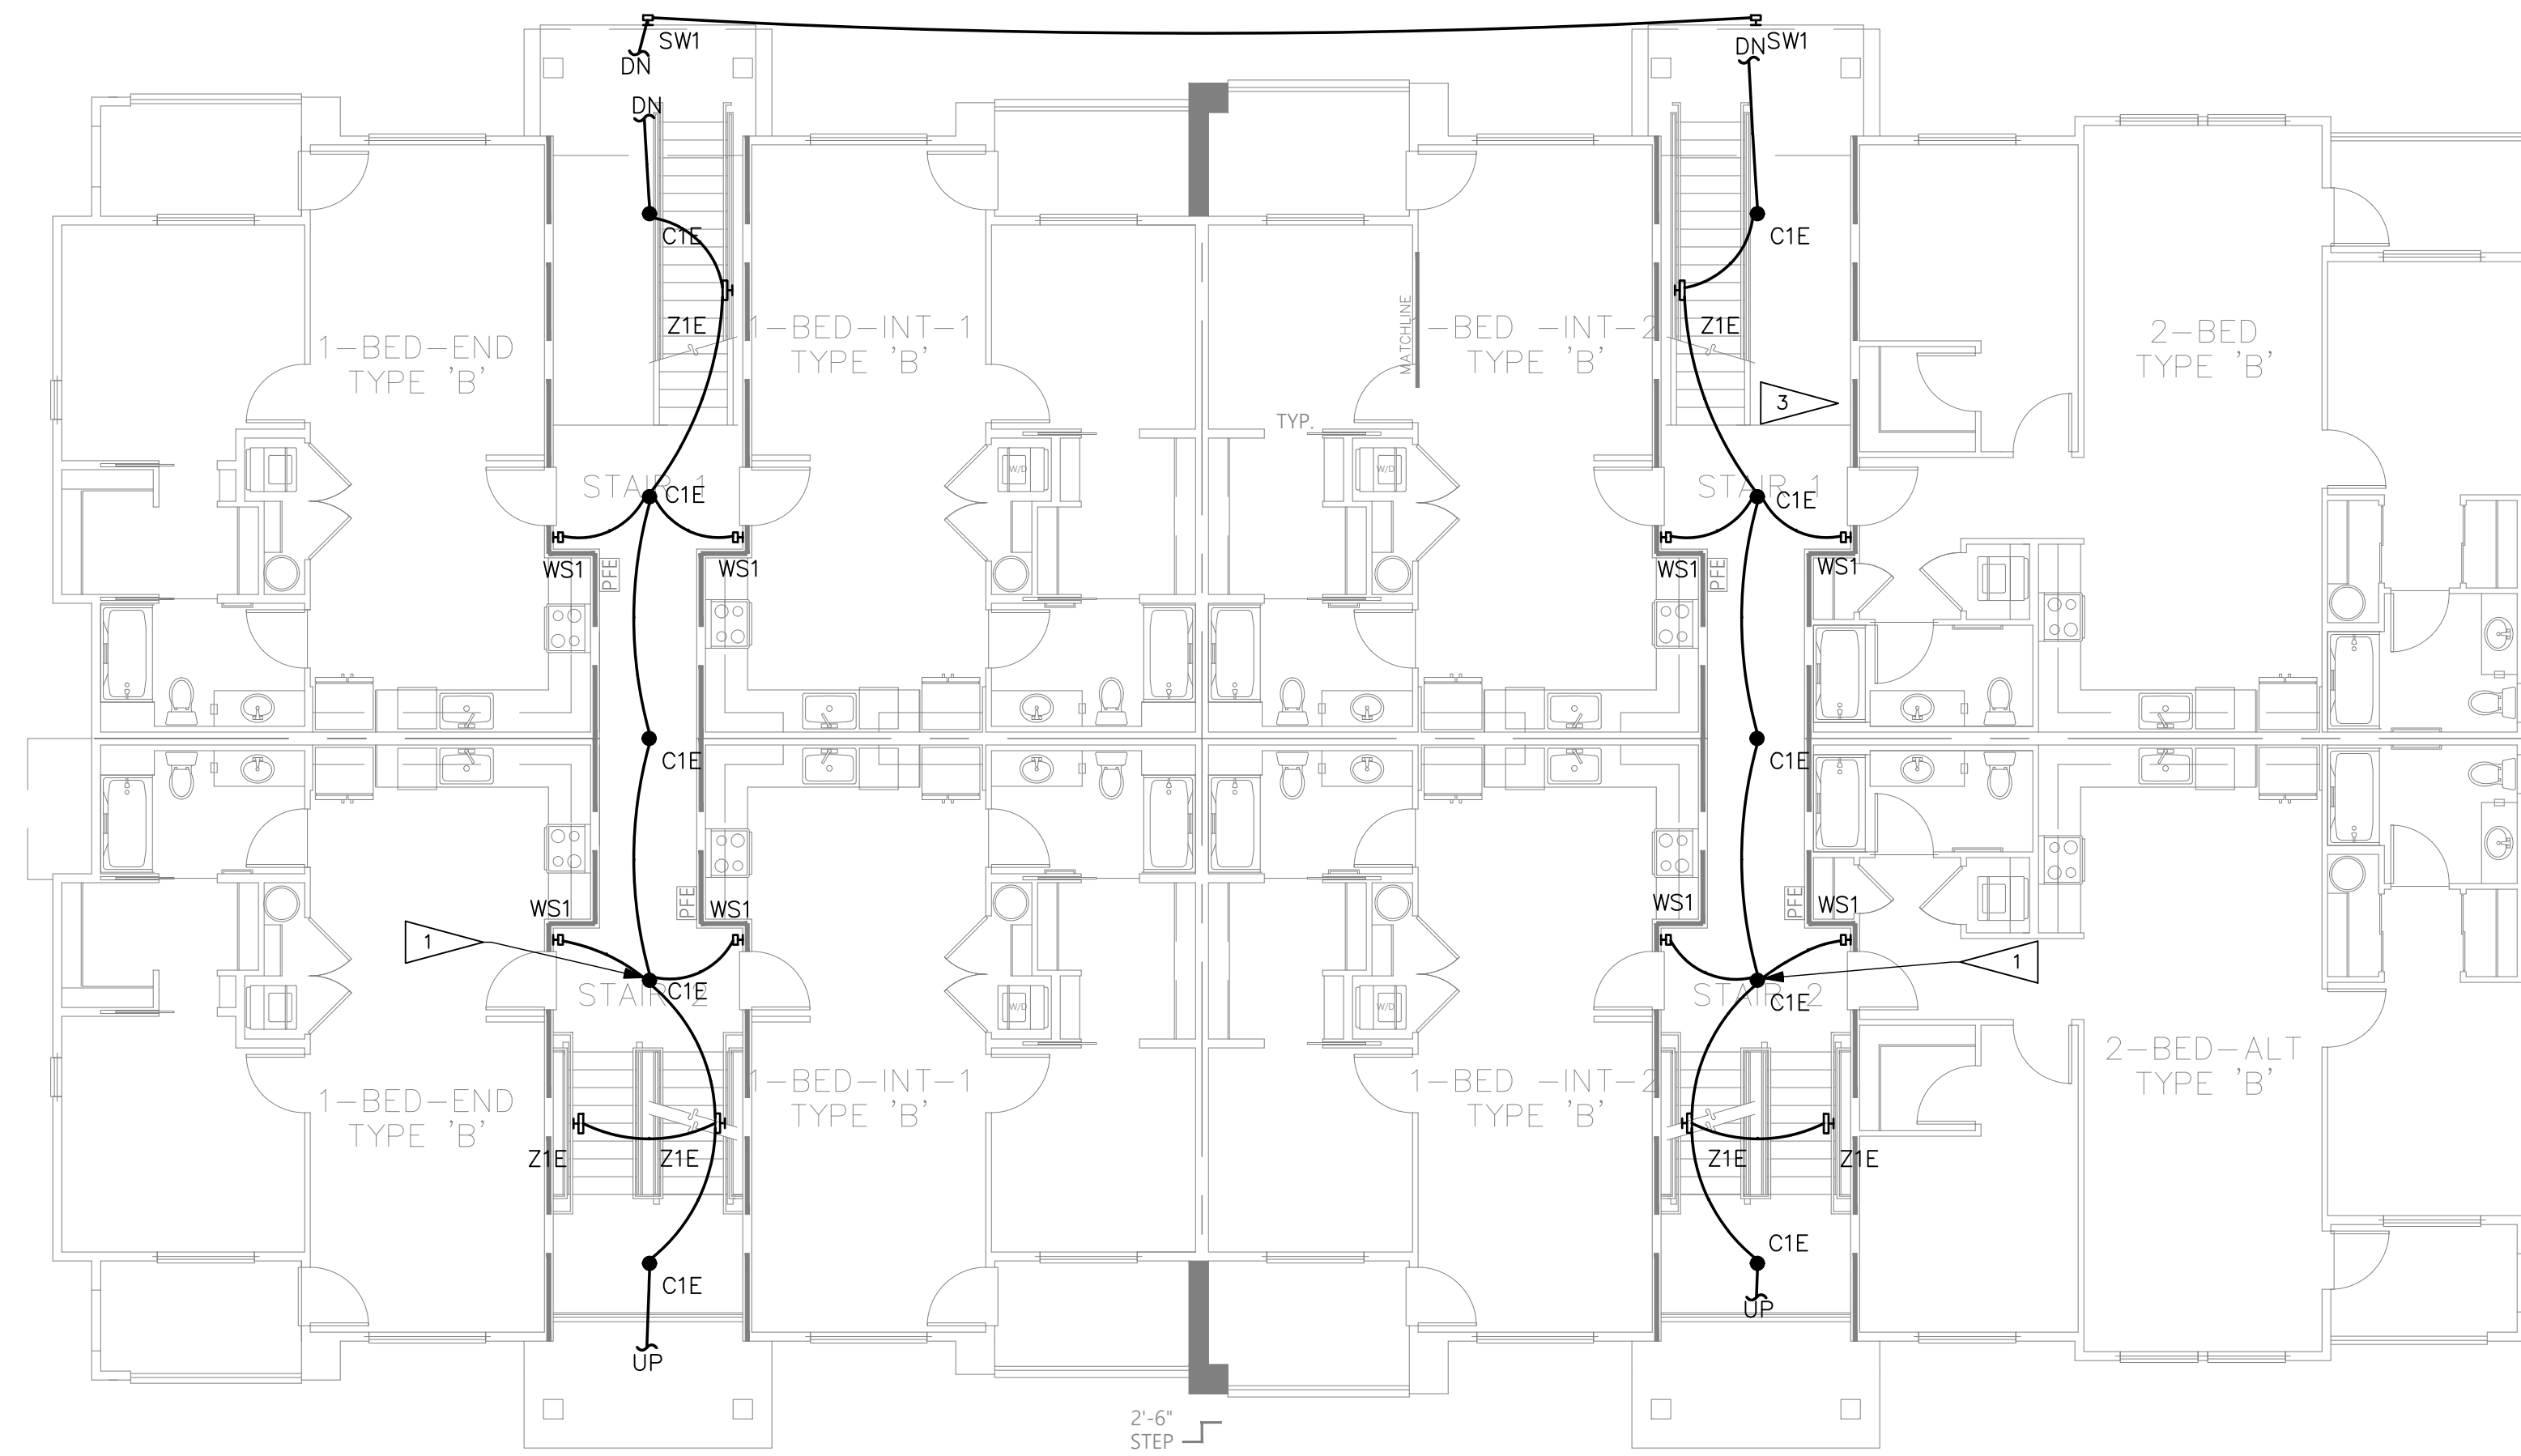 SW1
DN
DN
DN
SW1
C1E
C1E
Z1E
Z1E
1-BED-END
TYPE 'B'
1-BED-INT-1
TYPE 'B'
MATCHLINE
1-BED -INT-2
TYPE 'B'
2-BED
TYPE 'B'
3
TYP.
W/D
W/D
STAIR 1
C1E
STAIR 1
C1E
WS1
PFE
WS1
WS1
PFE
WS1
C1E
C1E
WS1
PFE
WS1
WS1
PFE
WS1
1
1
STAIR 2
C1E
STAIR 2
C1E
W/D
W/D
1-BED-END
TYPE 'B'
1-BED-INT-1
TYPE 'B'
1-BED -INT-2
TYPE 'B'
2-BED-ALT
TYPE 'B'
Z1E
Z1E
Z1E
Z1E
C1E
C1E
UP
UP
2'-6"
STEP